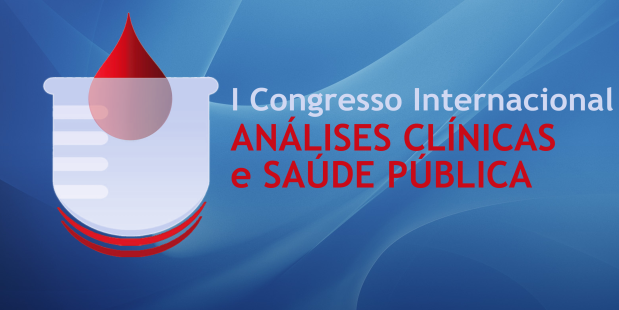 I Congresso Internacional
ANÁLISES CLÍNICAS
e SAÚDE PÚBLICA